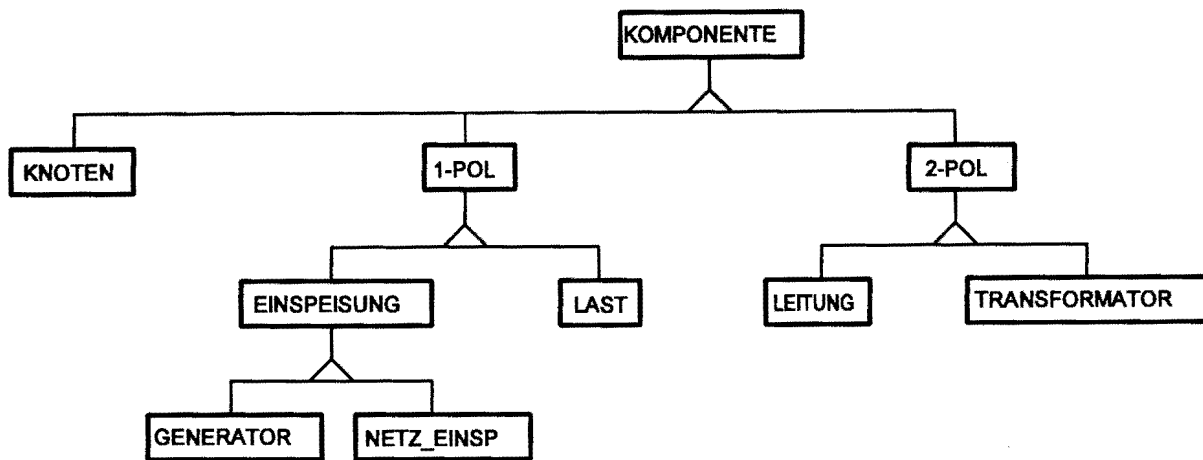 KOMPONENTE
KNOTEN
1-POL
2-POL
EINSPEISUNG
LAST
LEITUNG
TRANSFORMATOR
GENERATOR
NETZ_EINSP